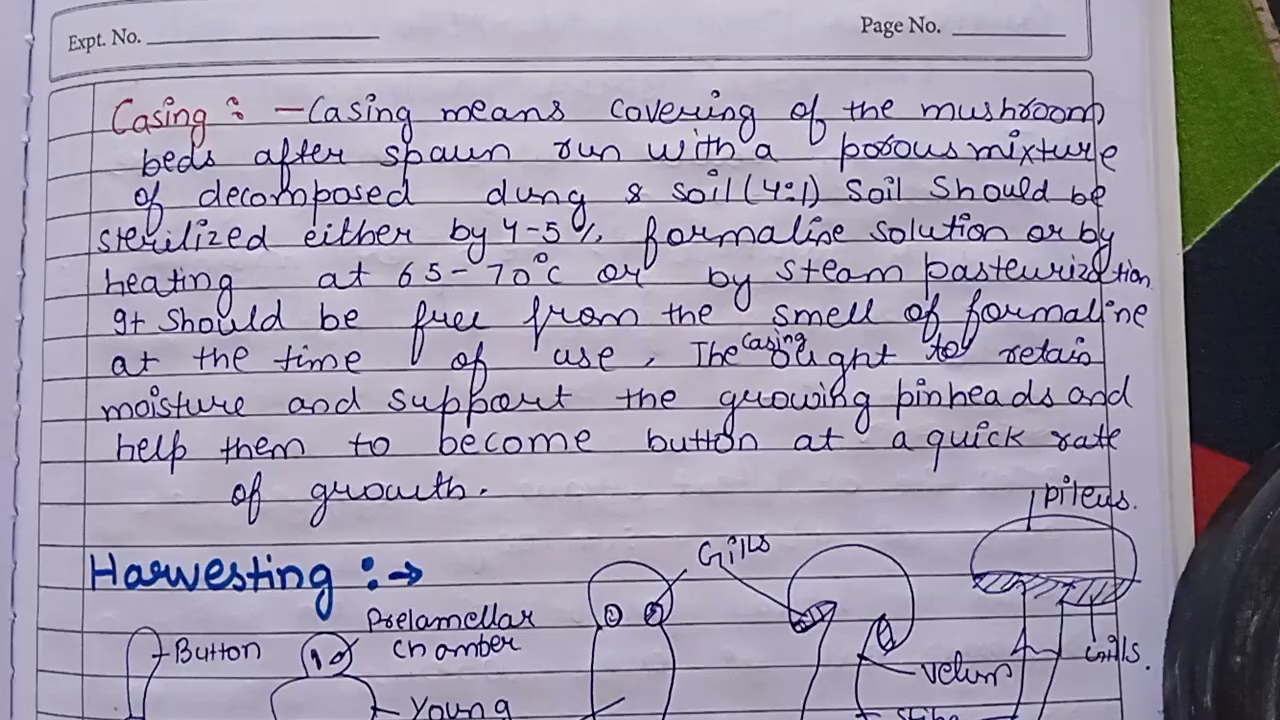 Expt. No.
Page No.
Casing : - Casing means covering of the mushroom
beds after spawn run with a porous mixture
of decomposed dung & soil (4:1) Soil Should be
sterilized either by 4-5% formaline solution or by
heating at 65-70°C or by steam pasteurization
It should be free from the smell of formaline
at the time of use, The casing ought to retain
moisture and support the growing pinheads and
help them to become button at a quick rate
of growth.
Pileus.
Harvesting :→
Gills
Prelamellar
chamber
Button
Gills.
Velum
Young